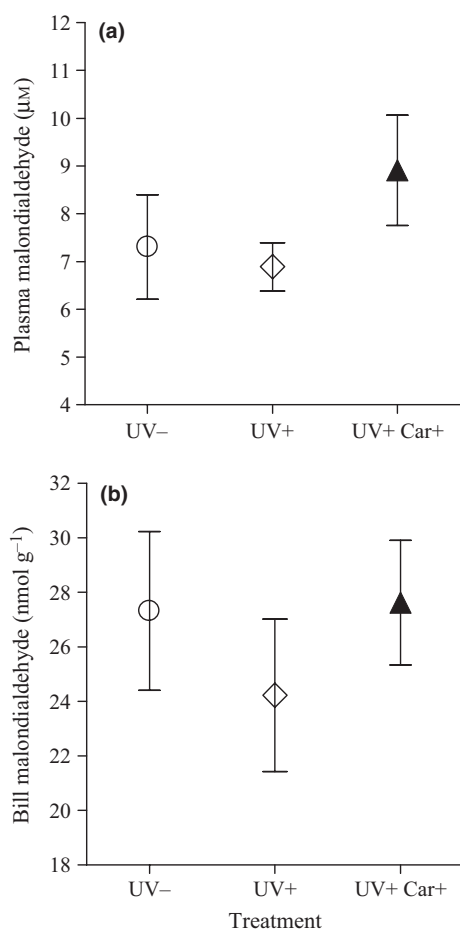 (a)
Plasma malondialdehyde (μM)
12
11
10
9
8
7
6
5
4
UV– UV+ UV+ Car+
(b)
Bill malondialdehyde (nmol g⁻¹)
32
30
28
26
24
22
20
18
UV– UV+ UV+ Car+
Treatment